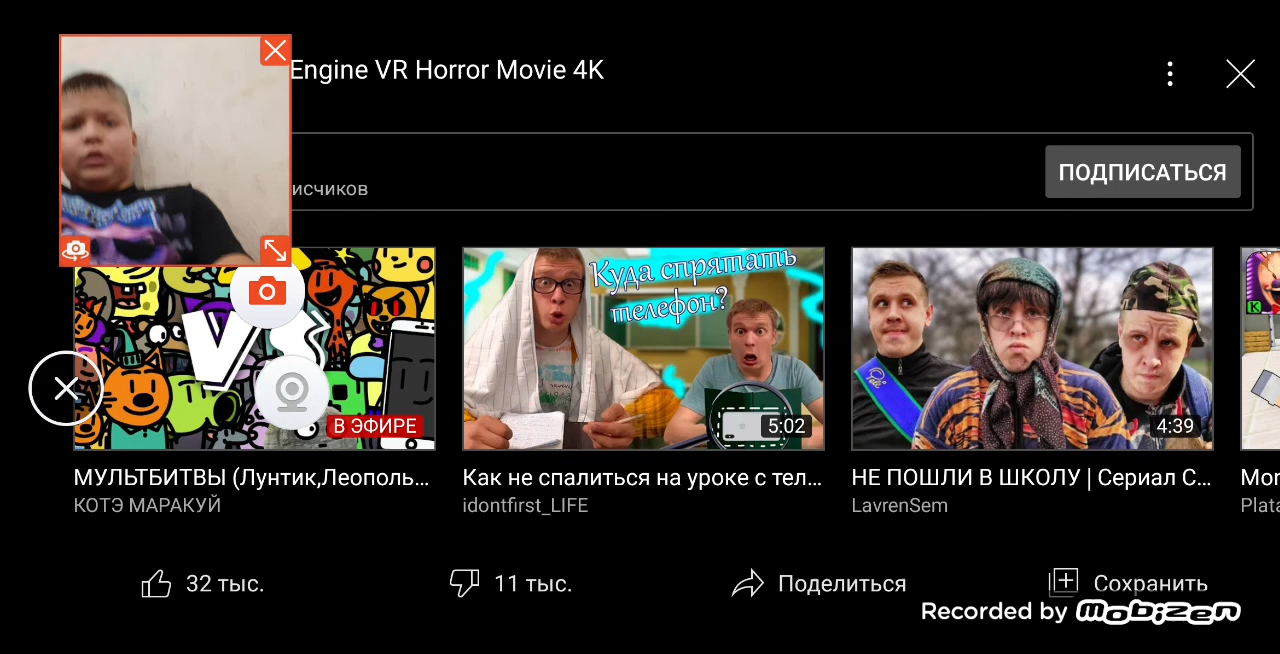 Engine VR Horror Movie 4K
исчиков
ПОДПИСАТЬСЯ
Куда спрятать
телефон?
VS
В ЭФИРЕ
5:02
4:39
K
МУЛЬТБИТВЫ (Лунтик,Леополь...
КОТЭ МАРАКУЙ
Как не спалиться на уроке с тел...
idontfirst_LIFE
НЕ ПОШЛИ В ШКОЛУ | Сериал С...
LavrenSem
Mor
Plata
32 тыс.
11 тыс.
Поделиться
Сохранить
Recorded by mobizen